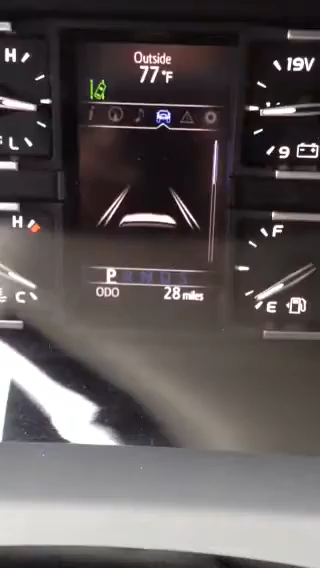 Outside
77°F
H
19V
i
L
9
H
F
P R N D S
C
E
ODO 28 miles